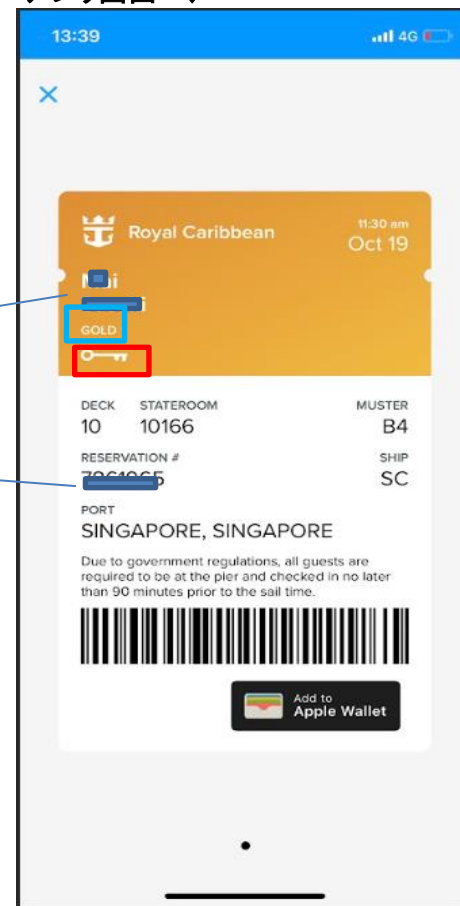 13:39 4G
Royal Caribbean
11:30 am
Oct 19
GOLD
DECK STATEROOM MUSTER
10 10166 B4
RESERVATION # SHIP
SC
PORT
SINGAPORE, SINGAPORE
Due to government regulations, all guests are
required to be at the pier and checked in no later
than 90 minutes prior to the sail time.
Add to
Apple Wallet